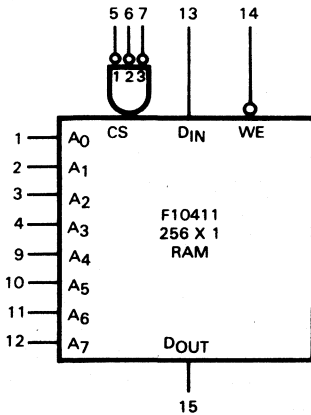 5 6 7 13 14
1 2 3
CS DIN WE
1 A0
2 A1
3 A2
4 A3
9 A4
10 A5
11 A6
12 A7
F10411
256 X 1
RAM
DOUT
15